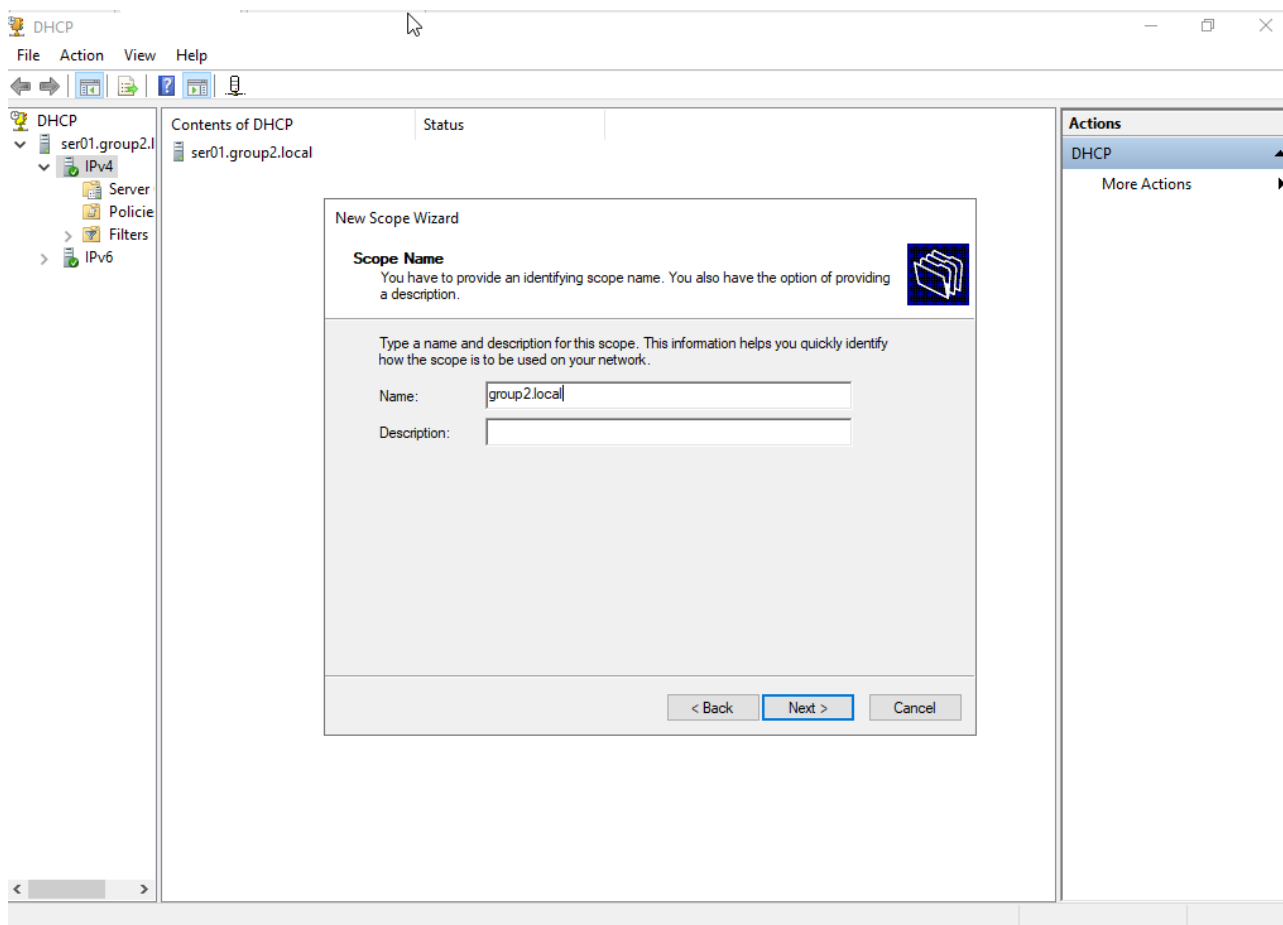 DHCP
File Action View Help
DHCP
ser01.group2.l
IPv4
Server
Policie
Filters
IPv6
Contents of DHCP Status
ser01.group2.local
New Scope Wizard
Scope Name
You have to provide an identifying scope name. You also have the option of providing
a description.
Type a name and description for this scope. This information helps you quickly identify
how the scope is to be used on your network.
Name: group2.local
Description:
< Back Next > Cancel
Actions
DHCP
More Actions